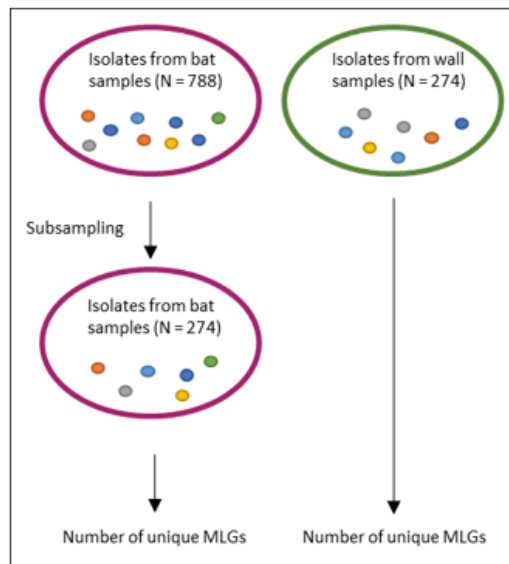 Isolates from bat
samples (N = 788)
Isolates from wall
samples (N = 274)
Subsampling
Isolates from bat
samples (N = 274)
Number of unique MLGs
Number of unique MLGs